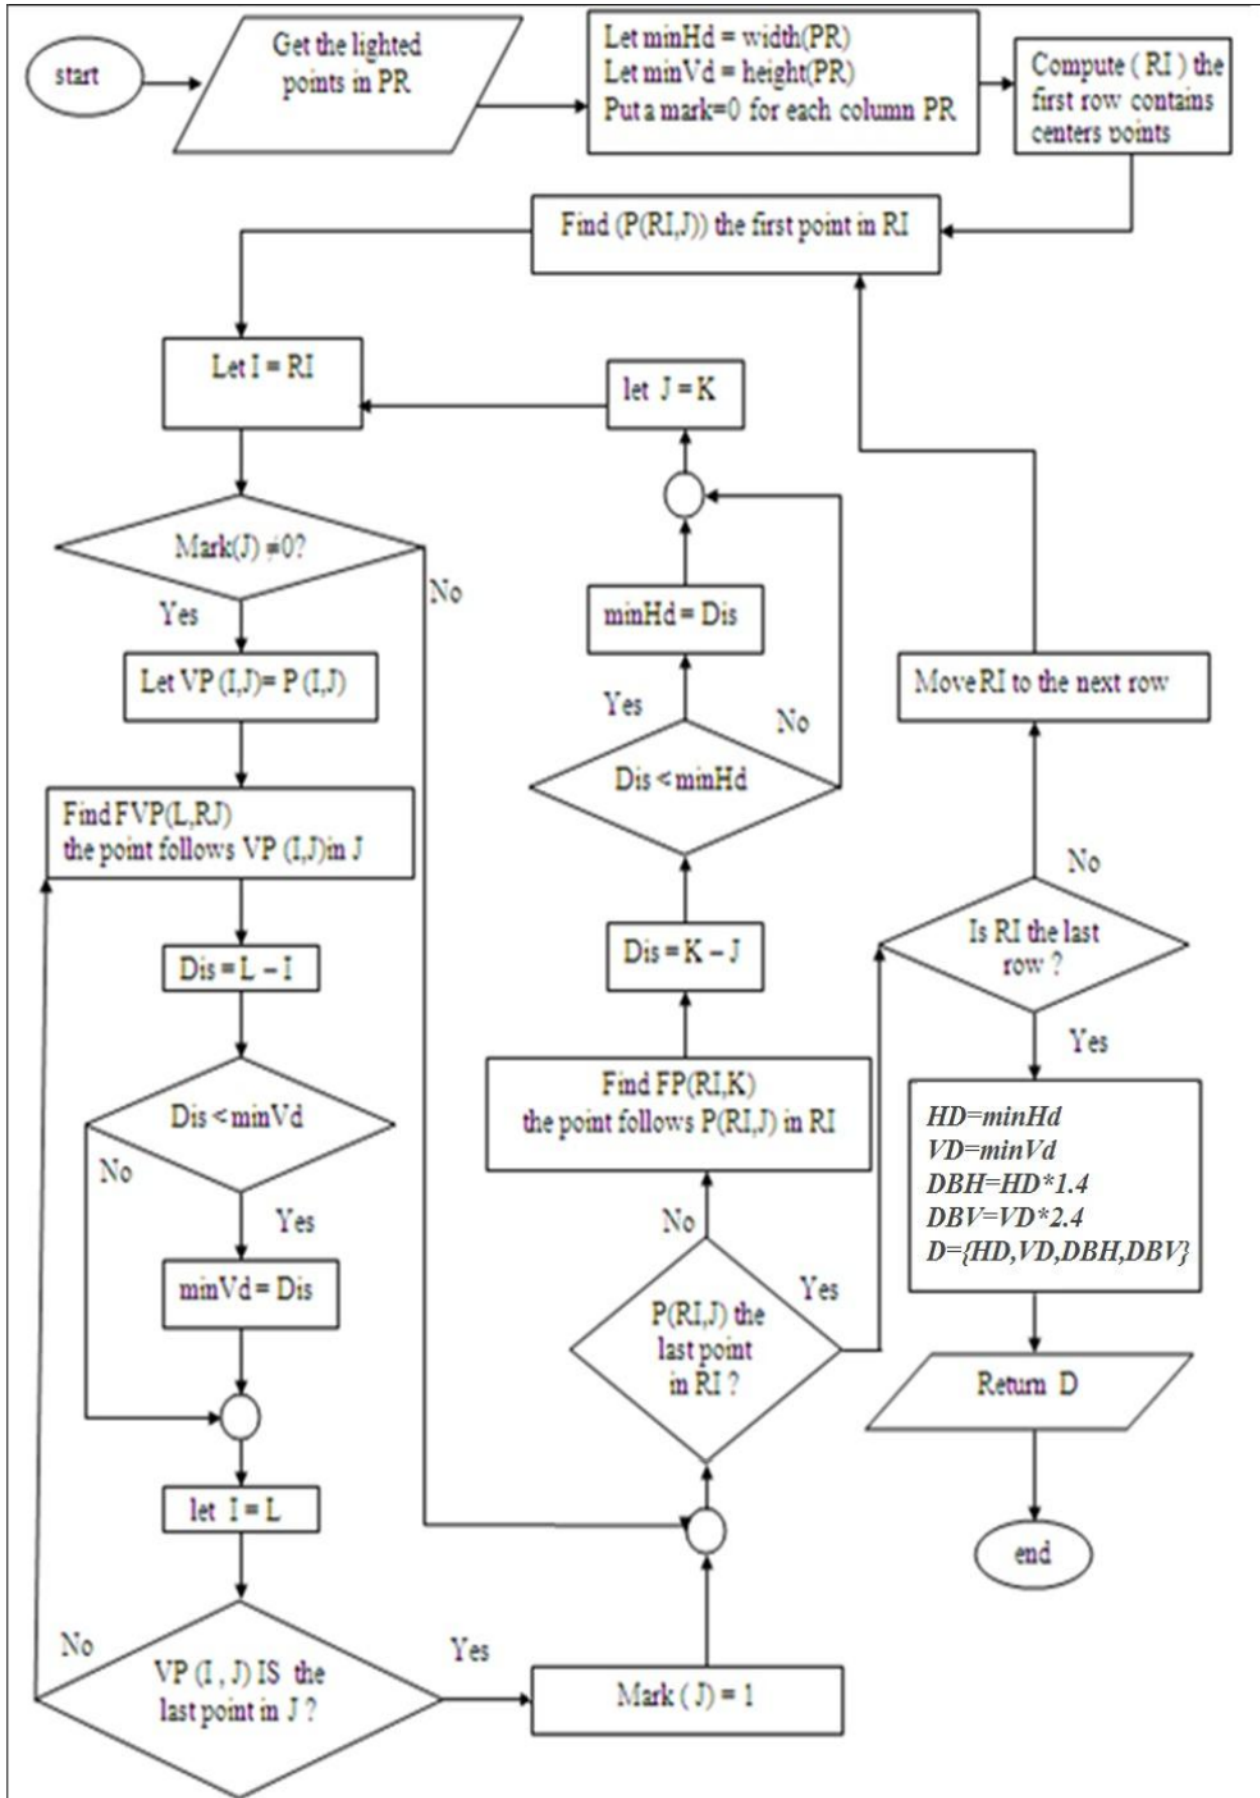 start
Get the lighted
points in PR
Let minHd = width(PR)
Let minVd = height(PR)
Put a mark=0 for each column PR
Compute ( RI ) the
first row contains
centers points
Find (P(RI,J)) the first point in RI
Let I = RI
let J = K
Mark(J) ≠0?
No
Yes
Let VP (I,J)= P (I,J)
Find FVP(L,RJ)
the point follows VP (I,J)in J
Dis = L – I
Dis < minVd
No
Yes
minVd = Dis
let I = L
VP (I , J) IS the
last point in J ?
No
Yes
Mark ( J) = 1
P(RI,J) the
last point
in RI ?
No
Yes
Find FP(RI,K)
the point follows P(RI,J) in RI
Dis = K – J
Dis < minHd
Yes
No
minHd = Dis
Is RI the last
row ?
No
Yes
Move RI to the next row
HD=minHd
VD=minVd
DBH=HD*1.4
DBV=VD*2.4
D={HD,VD,DBH,DBV}
Return D
end